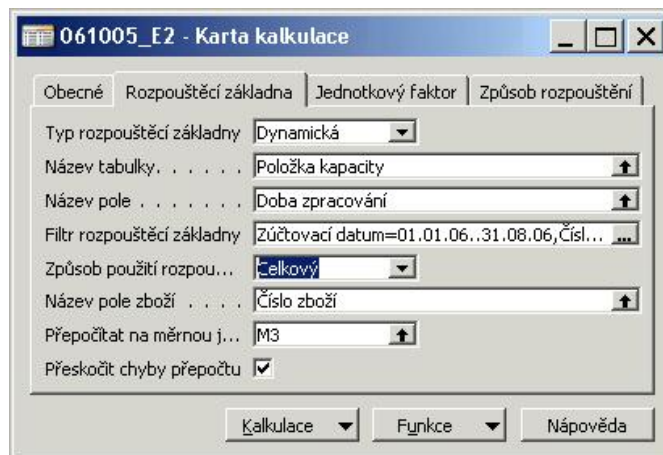 061005_E2 - Karta kalkulace
Obecné Rozpouštěcí základna Jednotkový faktor Způsob rozpouštění
Typ rozpouštěcí základny Dynamická
Název tabulky. . . . . . Položka kapacity
Název pole . . . . . . . Doba zpracování
Filtr rozpouštěcí základny Zúčtovací datum=01.01.06..31.08.06,Čísl... ...
Způsob použití rozpou... Celkový
Název pole zboží . . . . Číslo zboží
Přepočítat na měrnou j... M3
Přeskočit chyby přepočtu
Kalkulace Funkce Nápověda